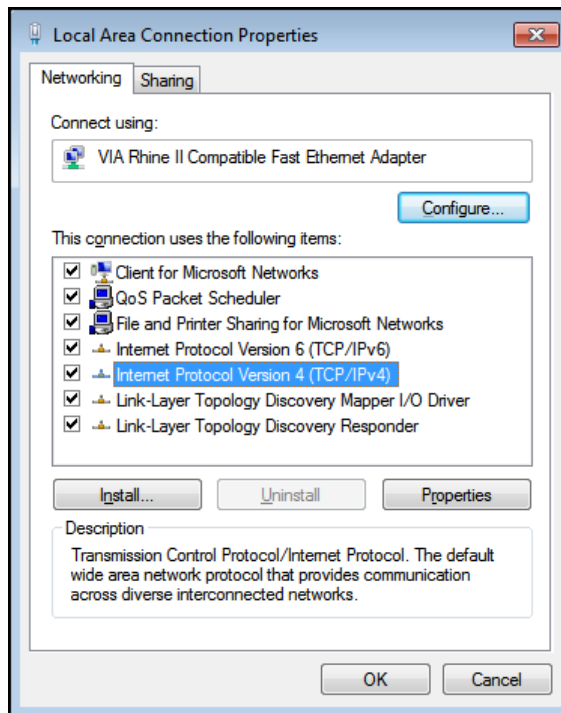 Local Area Connection Properties
Networking
Sharing
Connect using:
VIA Rhine II Compatible Fast Ethernet Adapter
Configure...
This connection uses the following items:
Client for Microsoft Networks
QoS Packet Scheduler
File and Printer Sharing for Microsoft Networks
Internet Protocol Version 6 (TCP/IPv6)
Internet Protocol Version 4 (TCP/IPv4)
Link-Layer Topology Discovery Mapper I/O Driver
Link-Layer Topology Discovery Responder
Install...
Uninstall
Properties
Description
Transmission Control Protocol/Internet Protocol. The default
wide area network protocol that provides communication
across diverse interconnected networks.
OK
Cancel